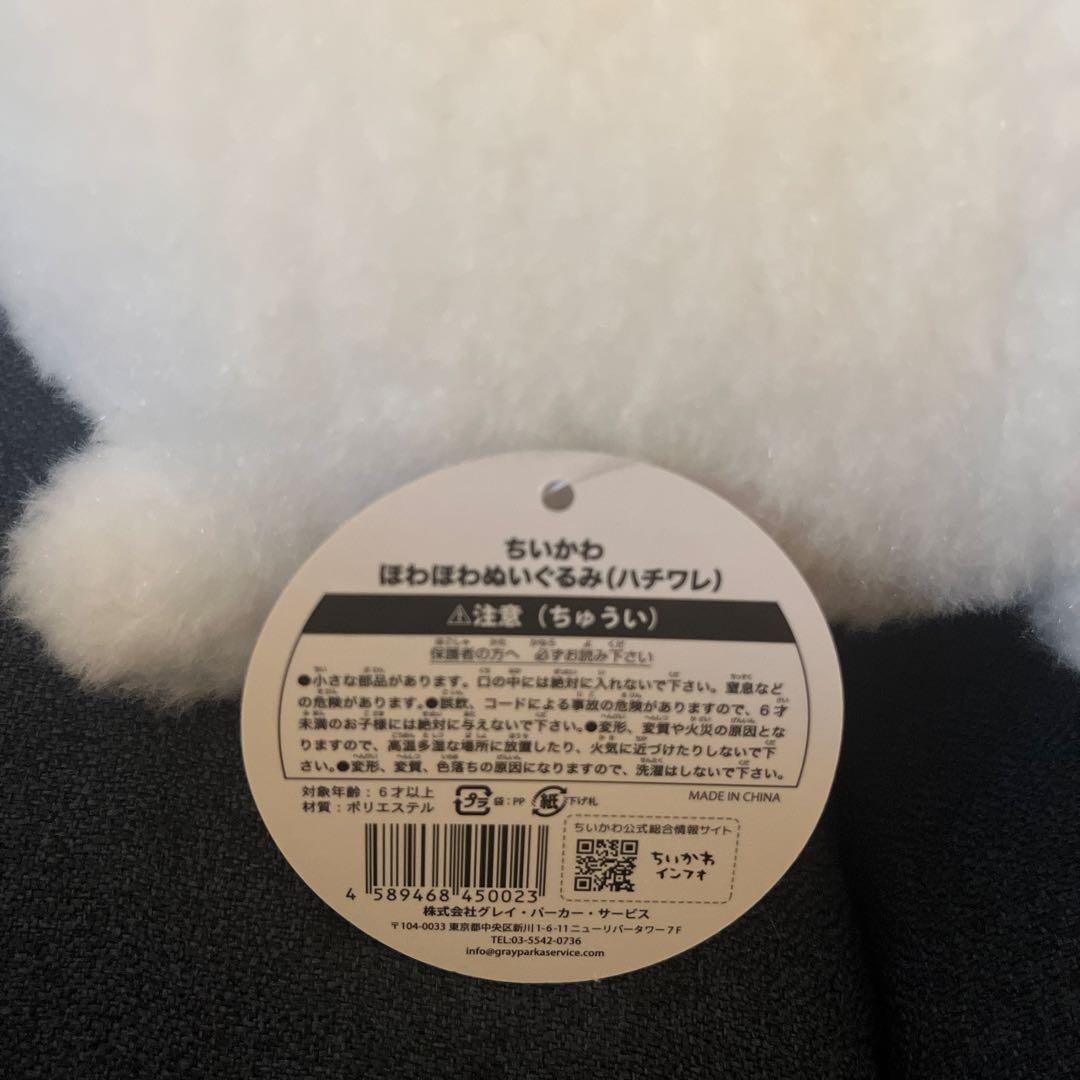 ちいかわ
ほわほわぬいぐるみ(ハチワレ)
⚠注意(ちゅうい)
保護者の方へ 必ずお読み下さい
●小さな部品があります。口の中には絶対に入れないで下さい。窒息など
の危険があります。●誤飲、コードによる事故の危険がありますので、6才
未満のお子様には絶対に与えないで下さい。●変形、変質や火災の原因とな
りますので、高温多湿な場所に放置したり、火気に近づけたりしないで下
さい。●変形、変質、色落ちの原因になりますので、洗濯はしないで下さい。
対象年齢:6才以上
材質:ポリエステル
プラ 袋:PP 紙 下げ札
MADE IN CHINA
ちいかわ公式総合情報サイト
ちいかわ
インフォ
4 589468 450023
株式会社グレイ・パーカー・サービス
〒104-0033 東京都中央区新川1-6-11 ニューリバータワー7F
TEL:03-5542-0736
info@grayparkaservice.com